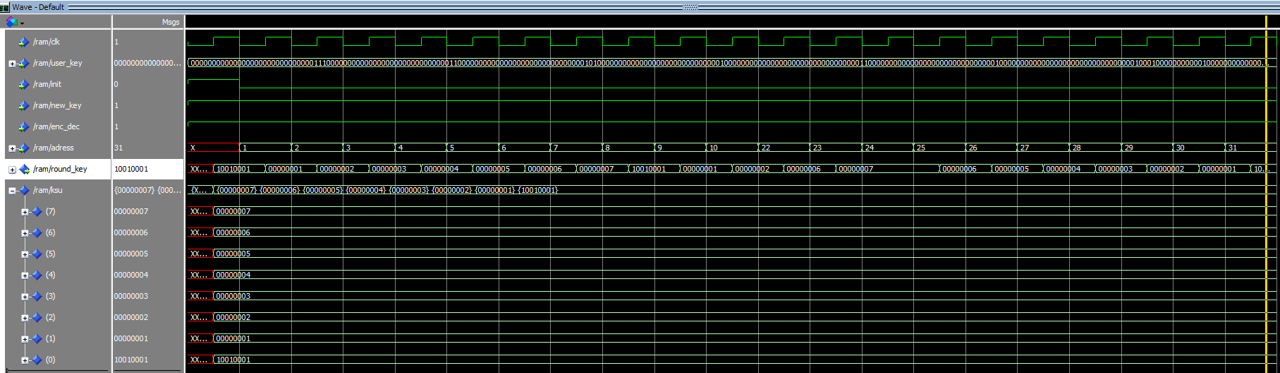 Wave - Default
Msgs
/ram/clk 1
/ram/user_key 00000000000000...
/ram/init 0
/ram/new_key 1
/ram/enc_dec 1
/ram/adress 31 X 1 2 3 4 5 6 7 8 9 10 22 23 24 25 26 27 28 29 30 31
/ram/round_key 10010001 XX... 10010001 00000001 00000002 00000003 00000004 00000005 00000006 00000007 10010001 00000001 00000005 00000006 00000007 00000006 00000005 00000004 00000003 00000002 00000001 10...
/ram/ksu {00000007} {000... {X... {00000007} {00000006} {00000005} {00000004} {00000003} {00000002} {00000001} {10010001}
(7) 00000007 XX... 00000007
(6) 00000006 XX... 00000006
(5) 00000005 XX... 00000005
(4) 00000004 XX... 00000004
(3) 00000003 XX... 00000003
(2) 00000002 XX... 00000002
(1) 00000001 XX... 00000001
(0) 10010001 XX... 10010001